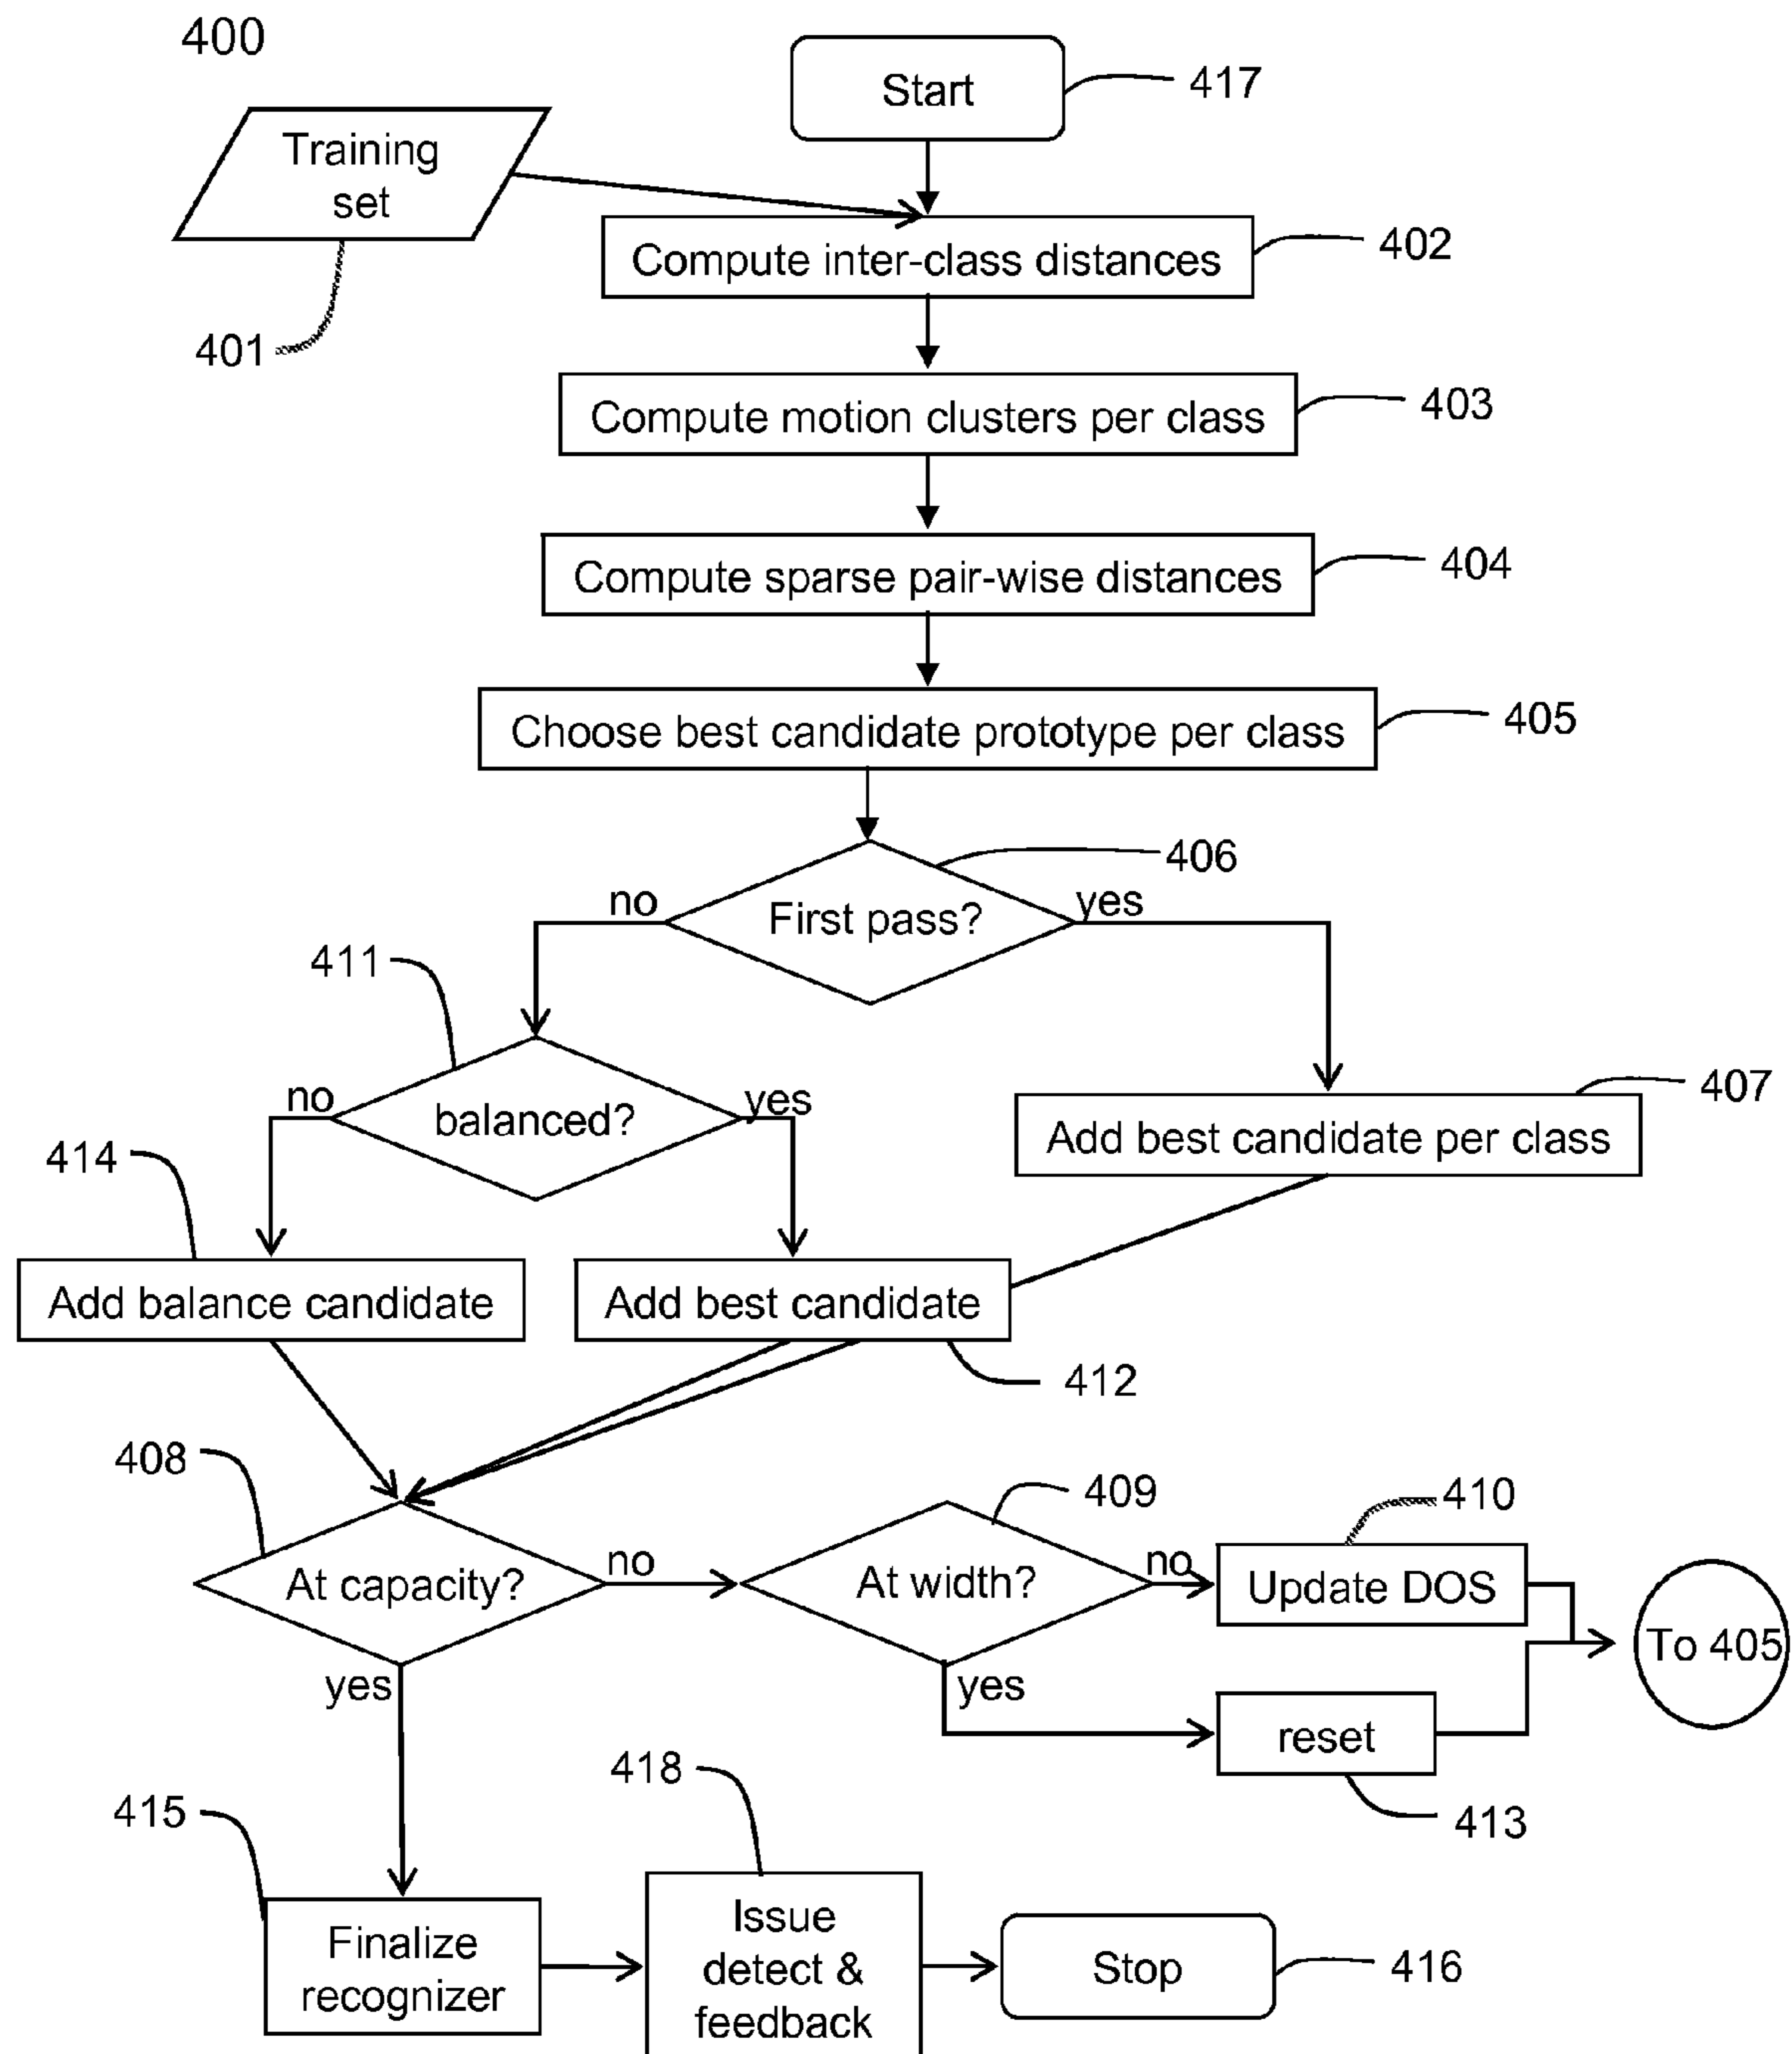 400
Start
417
Training
set
401
Compute inter-class distances
402
Compute motion clusters per class
403
Compute sparse pair-wise distances
404
Choose best candidate prototype per class
405
406
First pass?
no
yes
411
balanced?
no
yes
407
Add best candidate per class
414
Add balance candidate
Add best candidate
412
408
At capacity?
no
yes
409
At width?
no
yes
410
Update DOS
To 405
reset
413
415
Finalize
recognizer
418
Issue
detect &
feedback
Stop
416